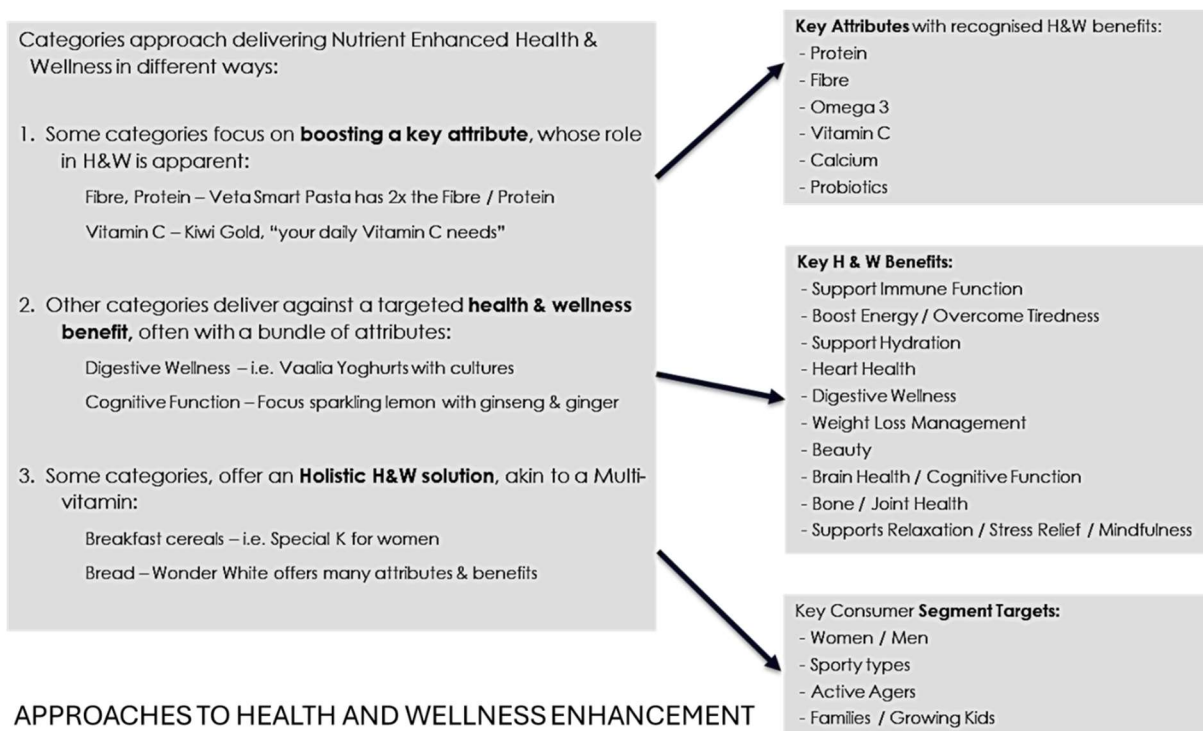 Categories approach delivering Nutrient Enhanced Health &
Wellness in different ways:
1. Some categories focus on boosting a key attribute, whose role
in H&W is apparent:
Fibre, Protein – Veta Smart Pasta has 2x the Fibre / Protein
Vitamin C – Kiwi Gold, "your daily Vitamin C needs"
2. Other categories deliver against a targeted health & wellness
benefit, often with a bundle of attributes:
Digestive Wellness – i.e. Vaalia Yoghurts with cultures
Cognitive Function – Focus sparkling lemon with ginseng & ginger
3. Some categories, offer an Holistic H&W solution, akin to a Multi-
vitamin:
Breakfast cereals – i.e. Special K for women
Bread – Wonder White offers many attributes & benefits
Key Attributes with recognised H&W benefits:
- Protein
- Fibre
- Omega 3
- Vitamin C
- Calcium
- Probiotics
Key H & W Benefits:
- Support Immune Function
- Boost Energy / Overcome Tiredness
- Support Hydration
- Heart Health
- Digestive Wellness
- Weight Loss Management
- Beauty
- Brain Health / Cognitive Function
- Bone / Joint Health
- Supports Relaxation / Stress Relief / Mindfulness
Key Consumer Segment Targets:
- Women / Men
- Sporty types
- Active Agers
- Families / Growing Kids
APPROACHES TO HEALTH AND WELLNESS ENHANCEMENT